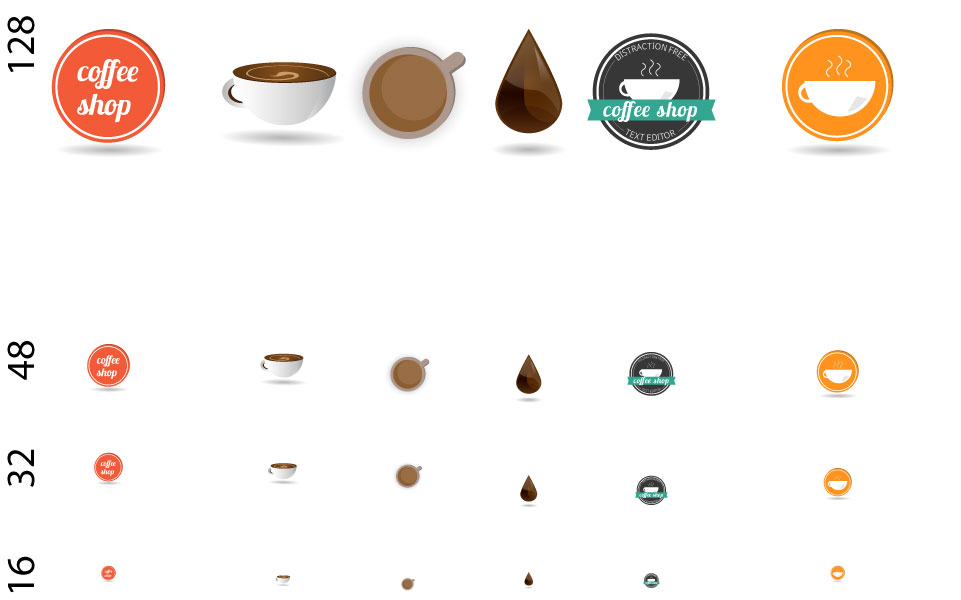 128
coffee
shop
DISTRACTION FREE
coffee shop
TEXT EDITOR
48
coffee
shop
coffee shop
32
coffee
shop
coffee shop
16